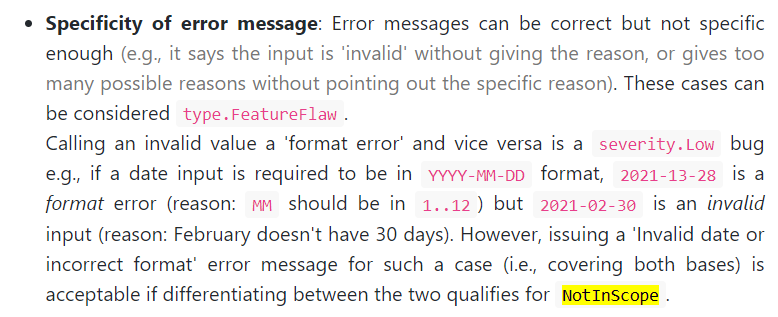 • Specificity of error message: Error messages can be correct but not specific
enough (e.g., it says the input is 'invalid' without giving the reason, or gives too
many possible reasons without pointing out the specific reason). These cases can
be considered type.FeatureFlaw.
Calling an invalid value a 'format error' and vice versa is a severity.Low bug
e.g., if a date input is required to be in YYYY-MM-DD format, 2021-13-28 is a
format error (reason: MM should be in 1..12) but 2021-02-30 is an invalid
input (reason: February doesn't have 30 days). However, issuing a 'Invalid date or
incorrect format' error message for such a case (i.e., covering both bases) is
acceptable if differentiating between the two qualifies for NotInScope.